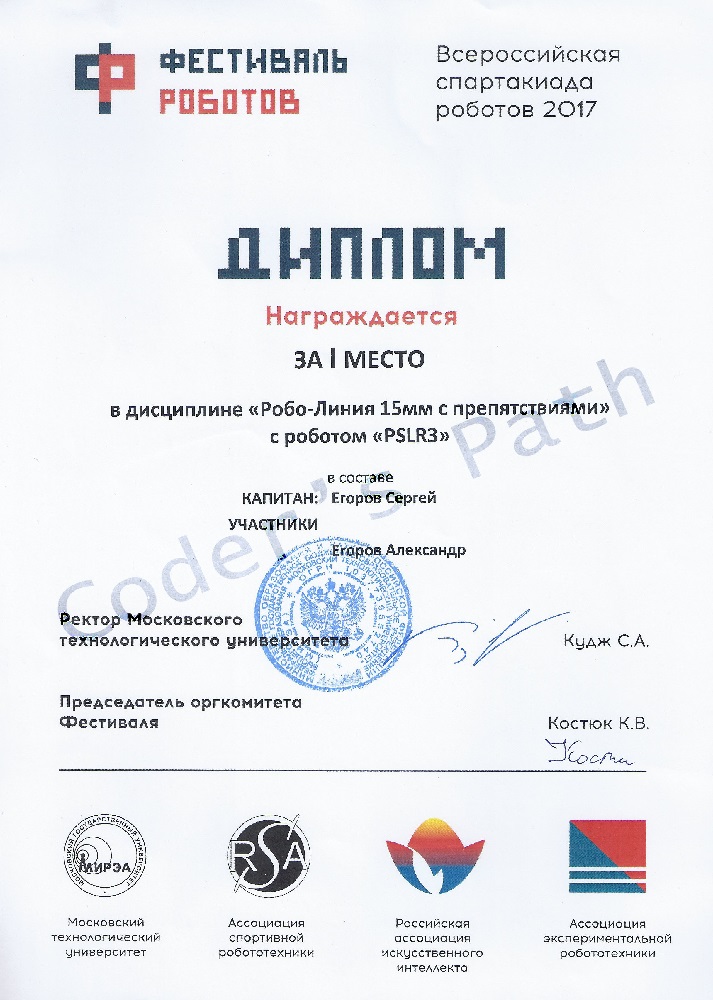 ФЕСТИВАЛЬ
РОБОТОВ
Всероссийская
спартакиада
роботов 2017
ДИПЛОМ
Награждается
ЗА I МЕСТО
в дисциплине «Робо-Линия 15мм с препятствиями»
с роботом «PSLR3»
в составе
КАПИТАН: Егоров Сергей
УЧАСТНИКИ
Егоров Александр
Coder's Path
Ректор Московского
технологического университета
Кудж С.А.
Председатель оргкомитета
Фестиваля
Костюк К.В.
МИРЭА
RSA
Московский
технологический
университет
Ассоциация
спортивной
робототехники
Российская
ассоциация
искусственного
интеллекта
Ассоциация
экспериментальной
робототехники